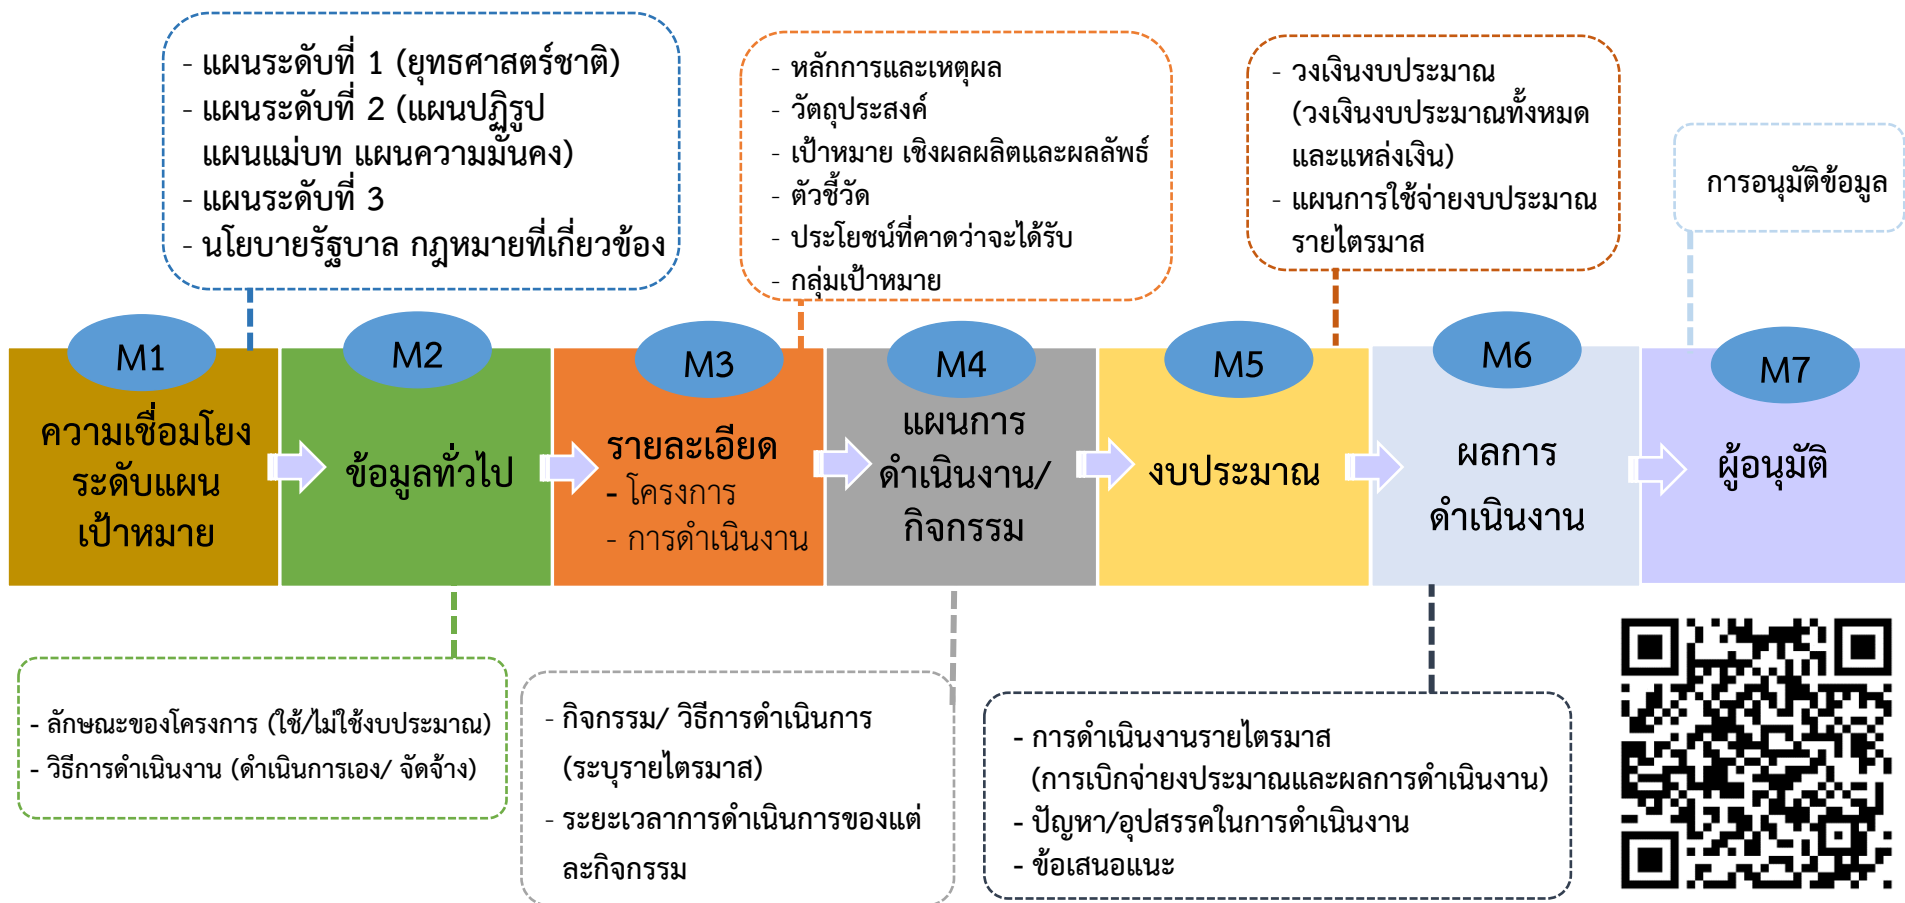 - แผนระดับที่ 1 (ยุทธศาสตร์ชาติ)
- แผนระดับที่ 2 (แผนปฏิรูป
แผนแม่บท แผนความมั่นคง)
- แผนระดับที่ 3
- นโยบายรัฐบาล กฎหมายที่เกี่ยวข้อง
- หลักการและเหตุผล
- วัตถุประสงค์
- เป้าหมาย เชิงผลผลิตและผลลัพธ์
- ตัวชี้วัด
- ประโยชน์ที่คาดว่าจะได้รับ
- กลุ่มเป้าหมาย
- วงเงินงบประมาณ
(วงเงินงบประมาณทั้งหมด
และแหล่งเงิน)
- แผนการใช้จ่ายงบประมาณ
รายไตรมาส
การอนุมัติข้อมูล
M1
ความเชื่อมโยง
ระดับแผน
เป้าหมาย
M2
ข้อมูลทั่วไป
M3
รายละเอียด
- โครงการ
- การดำเนินงาน
M4
แผนการ
ดำเนินงาน/
กิจกรรม
M5
งบประมาณ
M6
ผลการ
ดำเนินงาน
M7
ผู้อนุมัติ
- ลักษณะของโครงการ (ใช้/ไม่ใช้งบประมาณ)
- วิธีการดำเนินงาน (ดำเนินการเอง/ จัดจ้าง)
- กิจกรรม/ วิธีการดำเนินการ
(ระบุรายไตรมาส)
- ระยะเวลาการดำเนินการของแต่
ละกิจกรรม
- การดำเนินงานรายไตรมาส
(การเบิกจ่ายงประมาณและผลการดำเนินงาน)
- ปัญหา/อุปสรรคในการดำเนินงาน
- ข้อเสนอแนะ